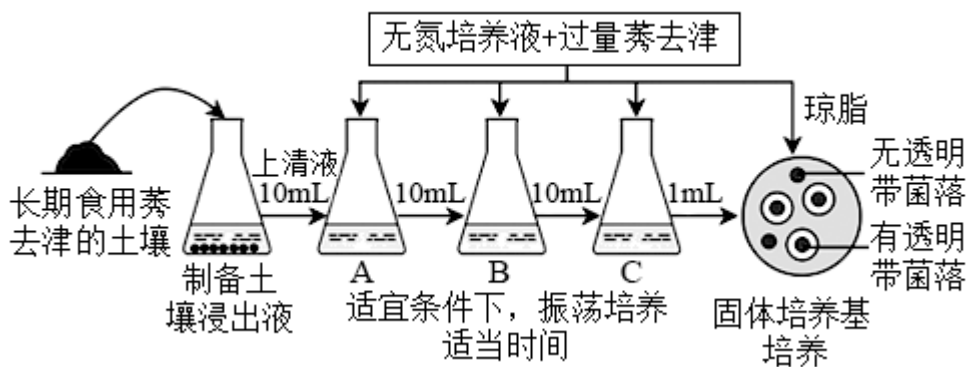 无氮培养液+过量莠去津
琼脂
上清液
10mL
10mL
10mL
1mL
无透明
带菌落
有透明
带菌落
长期食用莠
去津的土壤
制备土
壤浸出液
A
B
C
适宜条件下，振荡培养
适当时间
固体培养基
培养